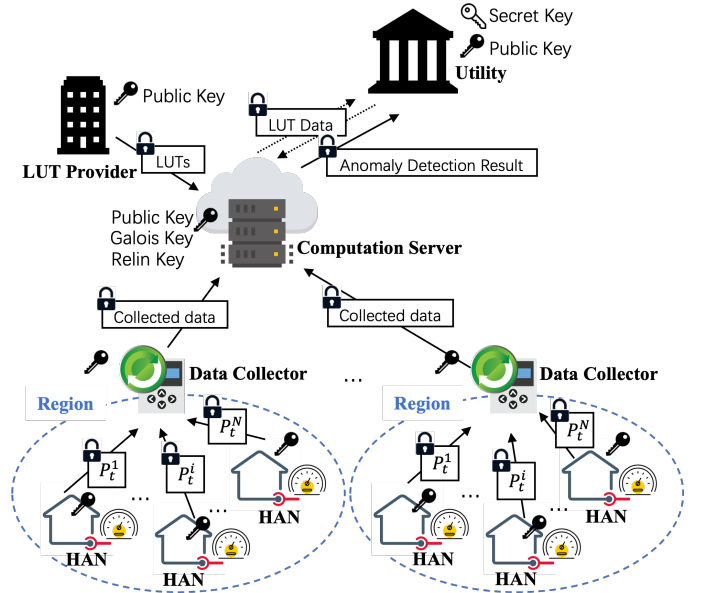 Secret Key
Public Key
Utility
Public Key
LUT Data
LUTs
Anomaly Detection Result
LUT Provider
Public Key
Galois Key
Relin Key
Computation Server
Collected data
Collected data
Data Collector
...
Data Collector
Region
Region
P_t^N
P_t^N
P_t^1
P_t^i
P_t^1
P_t^i
...
...
...
...
HAN
HAN
HAN
HAN
HAN
HAN